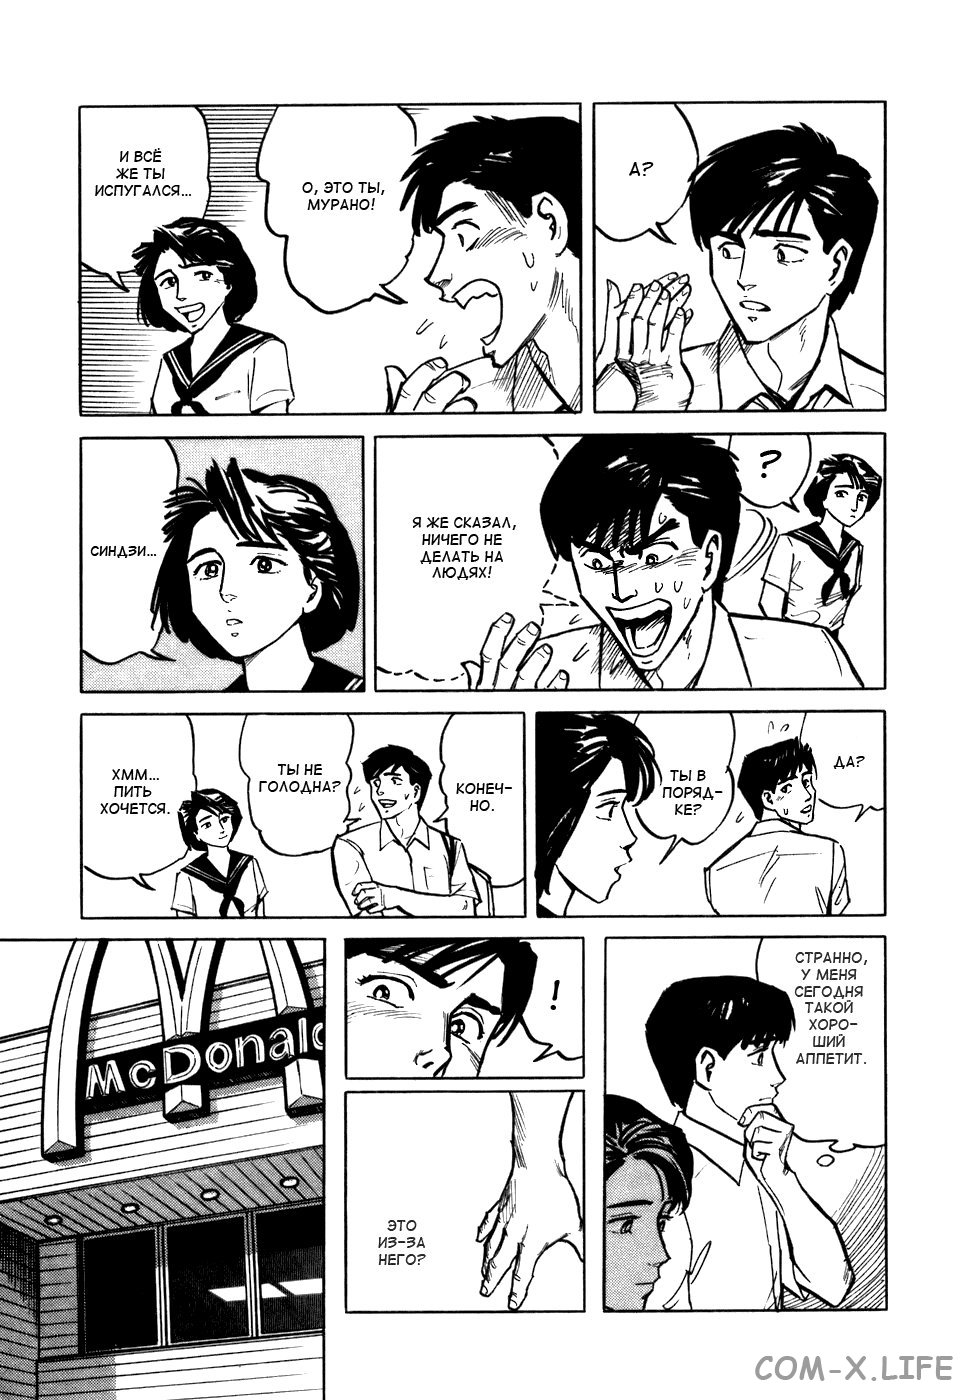 А?
О, ЭТО ТЫ,
МУРАНО!
И ВСЁ
ЖЕ ТЫ
ИСПУГАЛСЯ...
?
Я ЖЕ СКАЗАЛ,
НИЧЕГО НЕ
ДЕЛАТЬ НА
ЛЮДЯХ!
СИНДЗИ...
ДА?
ТЫ В
ПОРЯД-
КЕ?
КОНЕЧ-
НО.
ТЫ НЕ
ГОЛОДНА?
ХММ...
ПИТЬ
ХОЧЕТСЯ.
СТРАННО,
У МЕНЯ
СЕГОДНЯ
ТАКОЙ
ХОРО-
ШИЙ
АППЕТИТ.
!
ЭТО
ИЗ-ЗА
НЕГО?
McDonald
COM-X.LIFE